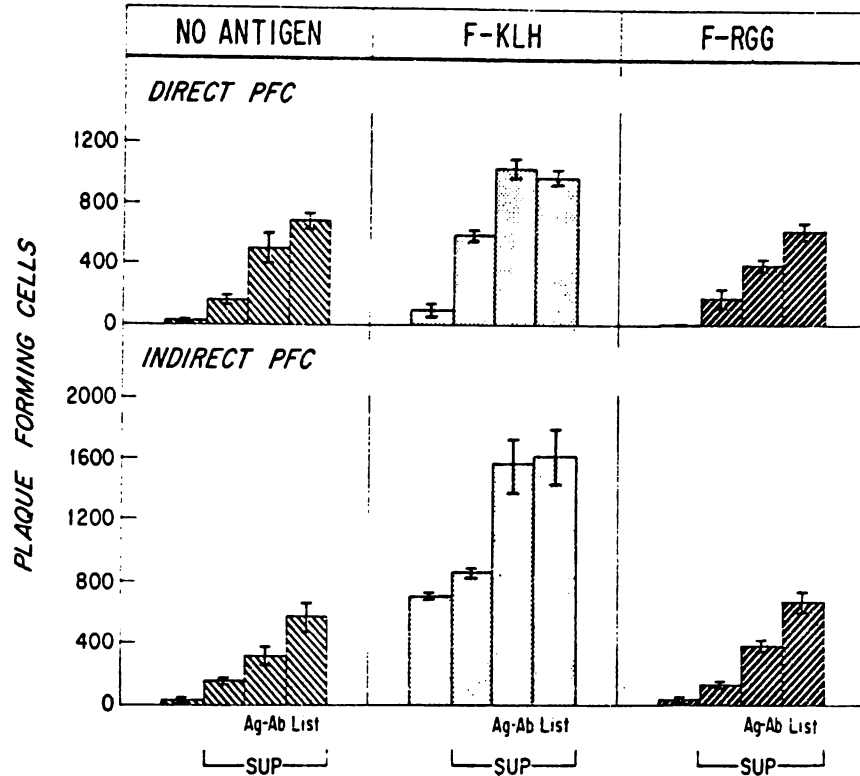 NO ANTIGEN F-KLH F-RGG
DIRECT PFC
1200
800
400
0
INDIRECT PFC
2000
1600
1200
800
400
0
PLAQUE FORMING CELLS
Ag-Ab List Ag-Ab List Ag-Ab List
SUP SUP SUP